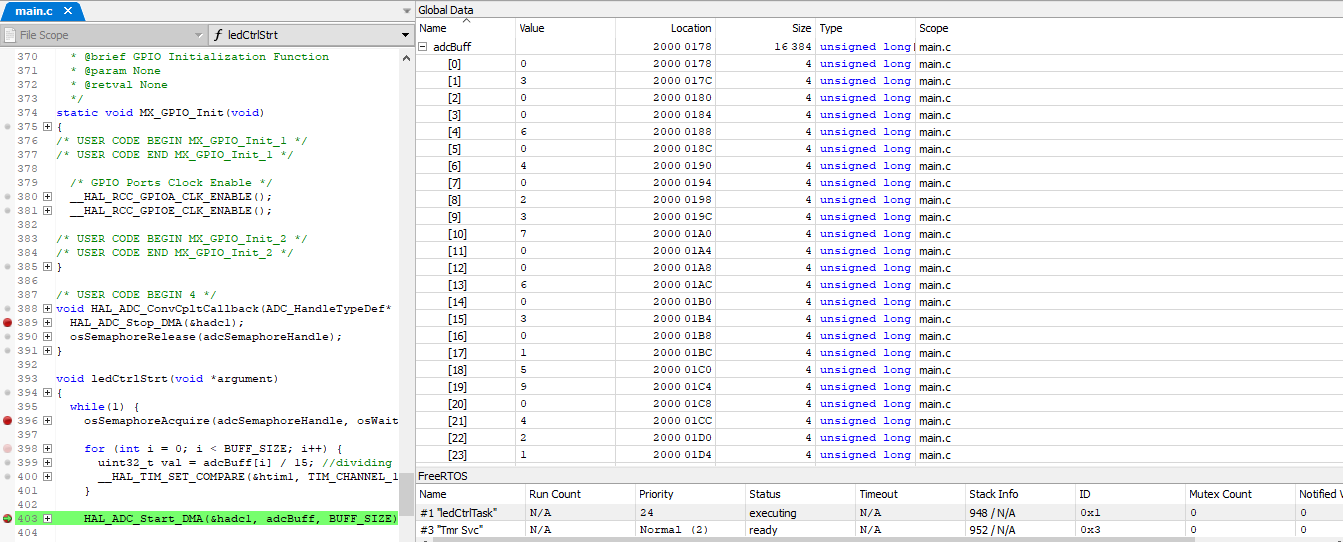 main.c ×
File Scope ledCtrlStrt
370 * @brief GPIO Initialization Function
371 * @param None
372 * @retval None
373 */
374 static void MX_GPIO_Init(void)
375 {
376 /* USER CODE BEGIN MX_GPIO_Init_1 */
377 /* USER CODE END MX_GPIO_Init_1 */
378
379 /* GPIO Ports Clock Enable */
380 __HAL_RCC_GPIOA_CLK_ENABLE();
381 __HAL_RCC_GPIOE_CLK_ENABLE();
382
383 /* USER CODE BEGIN MX_GPIO_Init_2 */
384 /* USER CODE END MX_GPIO_Init_2 */
385 }
386
387 /* USER CODE BEGIN 4 */
388 void HAL_ADC_ConvCpltCallback(ADC_HandleTypeDef*
389 HAL_ADC_Stop_DMA(&hadc1);
390 osSemaphoreRelease(adcSemaphoreHandle);
391 }
392
393 void ledCtrlStrt(void *argument)
394 {
395 while(1) {
396 osSemaphoreAcquire(adcSemaphoreHandle, osWait
397
398 for (int i = 0; i < BUFF_SIZE; i++) {
399 uint32_t val = adcBuff[i] / 15; //dividing
400 __HAL_TIM_SET_COMPARE(&htim1, TIM_CHANNEL_1
401 }
402
403 HAL_ADC_Start_DMA(&hadc1, adcBuff, BUFF_SIZE)
404
Global Data
Name Value Location Size Type Scope
adcBuff 2000 0178 16 384 unsigned long main.c
[0] 0 2000 0178 4 unsigned long main.c
[1] 3 2000 017C 4 unsigned long main.c
[2] 0 2000 0180 4 unsigned long main.c
[3] 0 2000 0184 4 unsigned long main.c
[4] 6 2000 0188 4 unsigned long main.c
[5] 0 2000 018C 4 unsigned long main.c
[6] 4 2000 0190 4 unsigned long main.c
[7] 0 2000 0194 4 unsigned long main.c
[8] 2 2000 0198 4 unsigned long main.c
[9] 3 2000 019C 4 unsigned long main.c
[10] 7 2000 01A0 4 unsigned long main.c
[11] 0 2000 01A4 4 unsigned long main.c
[12] 0 2000 01A8 4 unsigned long main.c
[13] 6 2000 01AC 4 unsigned long main.c
[14] 0 2000 01B0 4 unsigned long main.c
[15] 3 2000 01B4 4 unsigned long main.c
[16] 0 2000 01B8 4 unsigned long main.c
[17] 1 2000 01BC 4 unsigned long main.c
[18] 5 2000 01C0 4 unsigned long main.c
[19] 9 2000 01C4 4 unsigned long main.c
[20] 0 2000 01C8 4 unsigned long main.c
[21] 4 2000 01CC 4 unsigned long main.c
[22] 2 2000 01D0 4 unsigned long main.c
[23] 1 2000 01D4 4 unsigned long main.c
FreeRTOS
Name Run Count Priority Status Timeout Stack Info ID Mutex Count Notified V
#1 "ledCtrlTask" N/A 24 executing N/A 948 / N/A 0x1 0 0
#3 "Tmr Svc" N/A Normal (2) ready N/A 952 / N/A 0x3 0 0